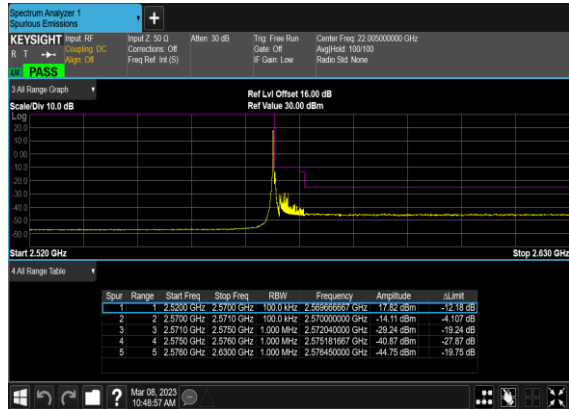 Spectrum Analyzer 1
Spurious Emissions
KEYSIGHT Input: RF Input Z: 50 Ω Atten: 30 dB Trig: Free Run Center Freq: 22.005000000 GHz
R T Coupling: DC Corrections: Off Gate: Off Avg|Hold: 100/100
Align: Off Freq Ref: Int (S) IF Gain: Low Radio Std: None
PASS
3 All Range Graph
Ref Lvl Offset 16.00 dB
Scale/Div 10.0 dB Ref Value 30.00 dBm
Log
20.0
10.0
0.00
-10.0
-20.0
-30.0
-40.0
-50.0
-60.0
Start 2.520 GHz Stop 2.630 GHz
4 All Range Table
Spur Range Start Freq Stop Freq RBW Frequency Amplitude ΔLimit
1 1 2.5200 GHz 2.5700 GHz 100.0 kHz 2.569666667 GHz 17.82 dBm -12.18 dB
2 2 2.5700 GHz 2.5710 GHz 100.0 kHz 2.570000000 GHz -14.11 dBm -4.107 dB
3 3 2.5710 GHz 2.5750 GHz 1.000 MHz 2.572040000 GHz -29.24 dBm -19.24 dB
4 4 2.5750 GHz 2.5760 GHz 1.000 MHz 2.575181667 GHz -40.87 dBm -27.87 dB
5 5 2.5760 GHz 2.6300 GHz 1.000 MHz 2.576450000 GHz -44.75 dBm -19.75 dB
Mar 08, 2023
10:48:57 AM